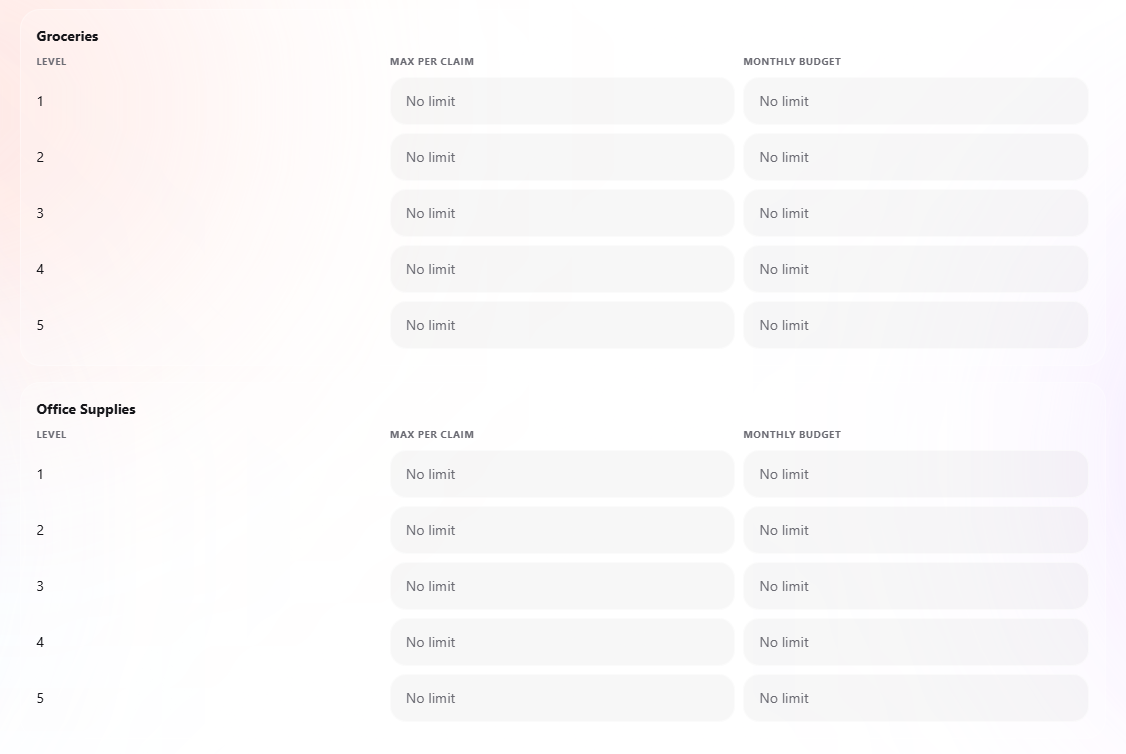 Groceries
LEVEL MAX PER CLAIM MONTHLY BUDGET
1 No limit No limit
2 No limit No limit
3 No limit No limit
4 No limit No limit
5 No limit No limit
Office Supplies
LEVEL MAX PER CLAIM MONTHLY BUDGET
1 No limit No limit
2 No limit No limit
3 No limit No limit
4 No limit No limit
5 No limit No limit